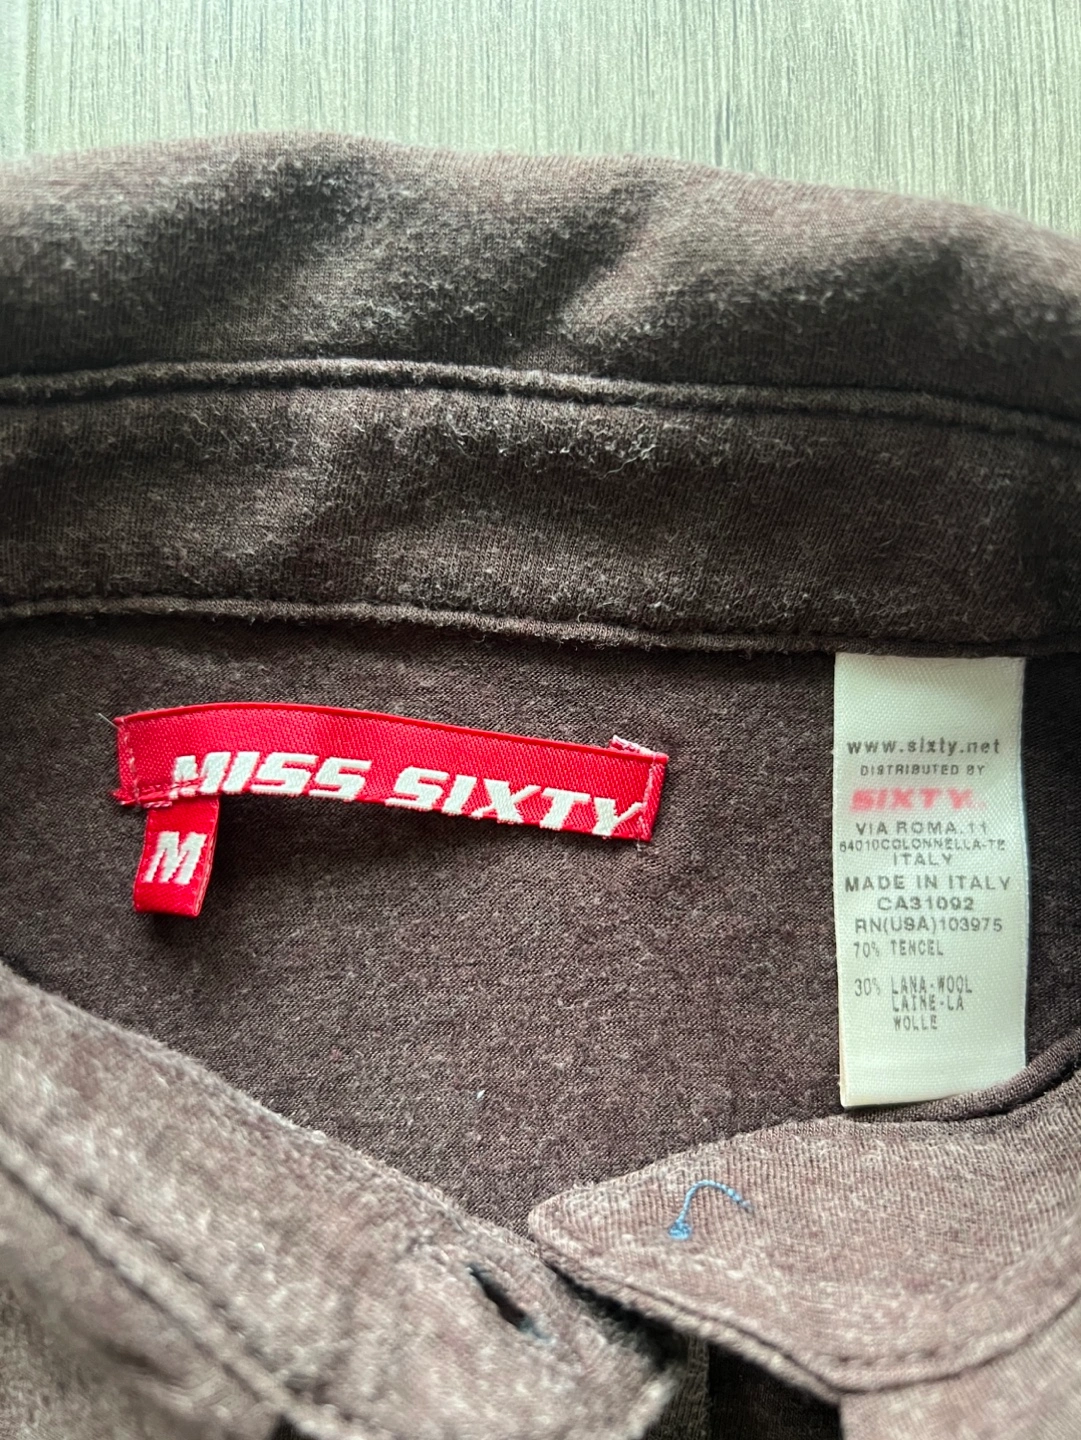 MISS SIXTY
M
www.sixty.net
DISTRIBUTED BY
SIXTY
VIA ROMA.11
64010COLONNELLA-TE
ITALY
MADE IN ITALY
CA31092
RN(USA)103975
70% TENCEL
30% LANA-WOOL
LAINE-LA
WOLLE